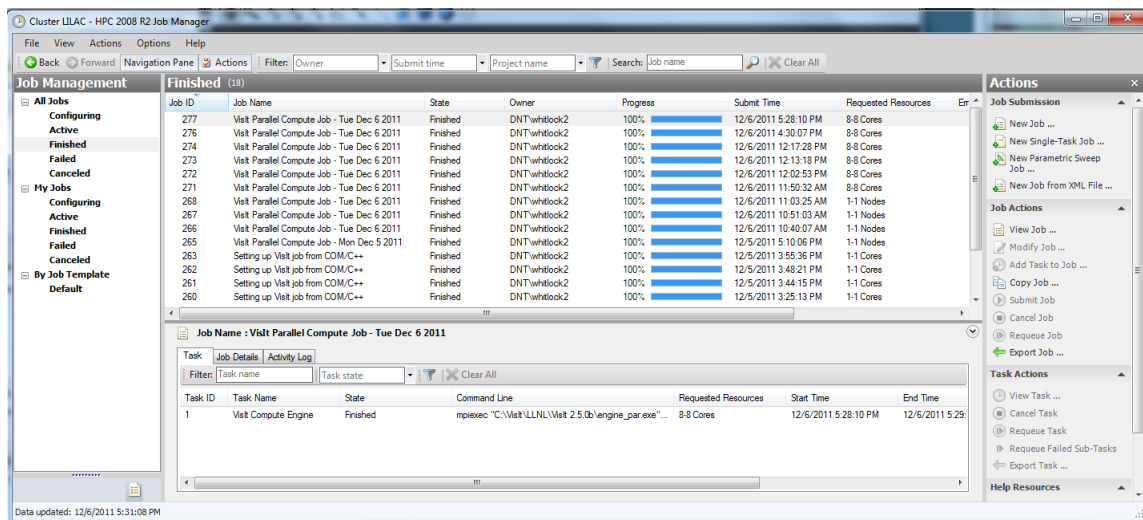 Cluster LILAC - HPC 2008 R2 Job Manager
File View Actions Options Help
Back Forward Navigation Pane Actions Filter: Owner Submit time Project name Search: Job name Clear All
Job Management
All Jobs
Configuring
Active
Finished
Failed
Canceled
My Jobs
Configuring
Active
Finished
Failed
Canceled
By Job Template
Default
Finished (18)
Job ID Job Name State Owner Progress Submit Time Requested Resources Err
277 VisIt Parallel Compute Job - Tue Dec 6 2011 Finished DNT\whitlock2 100% 12/6/2011 5:28:10 PM 8-8 Cores
276 VisIt Parallel Compute Job - Tue Dec 6 2011 Finished DNT\whitlock2 100% 12/6/2011 4:30:07 PM 8-8 Cores
274 VisIt Parallel Compute Job - Tue Dec 6 2011 Finished DNT\whitlock2 100% 12/6/2011 12:17:28 PM 8-8 Cores
273 VisIt Parallel Compute Job - Tue Dec 6 2011 Finished DNT\whitlock2 100% 12/6/2011 12:13:18 PM 8-8 Cores
272 VisIt Parallel Compute Job - Tue Dec 6 2011 Finished DNT\whitlock2 100% 12/6/2011 12:02:53 PM 8-8 Cores
271 VisIt Parallel Compute Job - Tue Dec 6 2011 Finished DNT\whitlock2 100% 12/6/2011 11:50:32 AM 8-8 Cores
268 VisIt Parallel Compute Job - Tue Dec 6 2011 Finished DNT\whitlock2 100% 12/6/2011 11:03:25 AM 1-1 Nodes
267 VisIt Parallel Compute Job - Tue Dec 6 2011 Finished DNT\whitlock2 100% 12/6/2011 10:51:03 AM 1-1 Nodes
266 VisIt Parallel Compute Job - Tue Dec 6 2011 Finished DNT\whitlock2 100% 12/6/2011 10:40:07 AM 1-1 Nodes
265 VisIt Parallel Compute Job - Mon Dec 5 2011 Finished DNT\whitlock2 100% 12/5/2011 5:10:06 PM 1-1 Nodes
263 Setting up VisIt job from COM/C++ Finished DNT\whitlock2 100% 12/5/2011 3:55:36 PM 1-1 Cores
262 Setting up VisIt job from COM/C++ Finished DNT\whitlock2 100% 12/5/2011 3:48:21 PM 1-1 Cores
261 Setting up VisIt job from COM/C++ Finished DNT\whitlock2 100% 12/5/2011 3:44:15 PM 1-1 Cores
260 Setting up VisIt job from COM/C++ Finished DNT\whitlock2 100% 12/5/2011 3:25:13 PM 1-1 Cores
Job Name : VisIt Parallel Compute Job - Tue Dec 6 2011
Task Job Details Activity Log
Filter: Task name Task state Clear All
Task ID Task Name State Command Line Requested Resources Start Time End Time
1 VisIt Compute Engine Finished mpiexec "C:\VisIt\LLNL\VisIt 2.5.0b\engine_par.exe"... 8-8 Cores 12/6/2011 5:28:10 PM 12/6/2011 5:29:
Actions
Job Submission
New Job ...
New Single-Task Job ...
New Parametric Sweep
Job ...
New Job from XML File ...
Job Actions
View Job ...
Modify Job ...
Add Task to Job ...
Copy Job ...
Submit Job
Cancel Job
Requeue Job
Export Job ...
Task Actions
View Task ...
Cancel Task
Requeue Task
Requeue Failed Sub-Tasks
Export Task ...
Help Resources
Data updated: 12/6/2011 5:31:08 PM